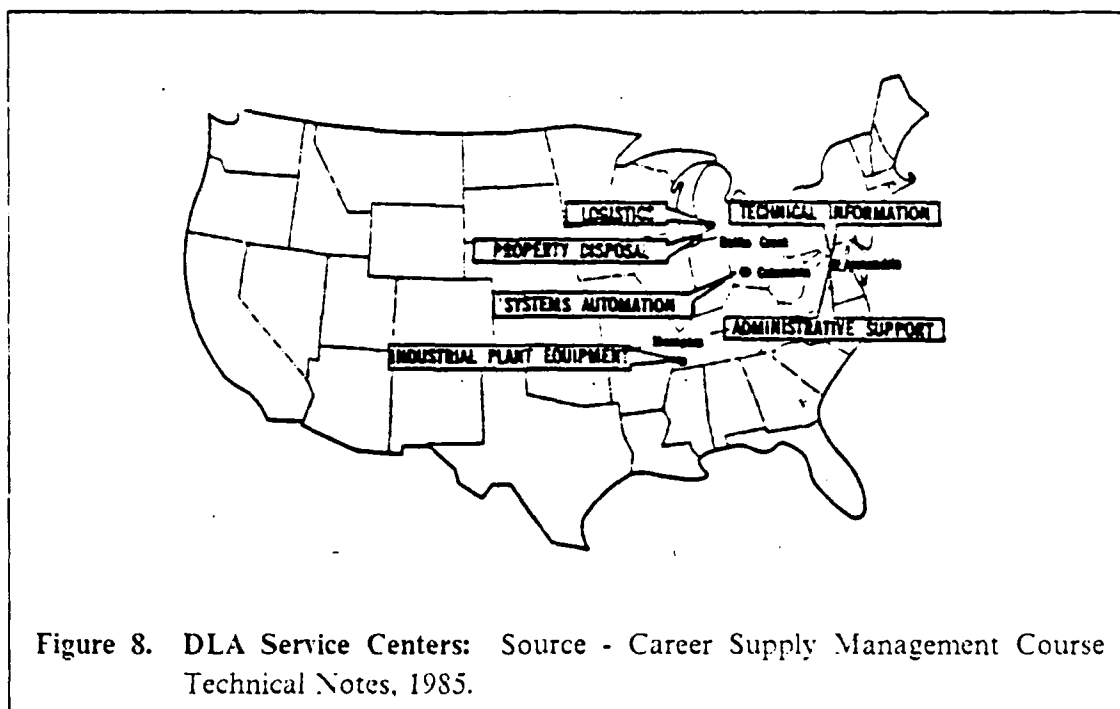 LOGISTICS
TECHNICAL INFORMATION
PROPERTY DISPOSAL
Battle Creek
Columbus
Alexandria
SYSTEMS AUTOMATION
ADMINISTRATIVE SUPPORT
Memphis
INDUSTRIAL PLANT EQUIPMENT
Figure 8. DLA Service Centers: Source - Career Supply Management Course
Technical Notes, 1985.